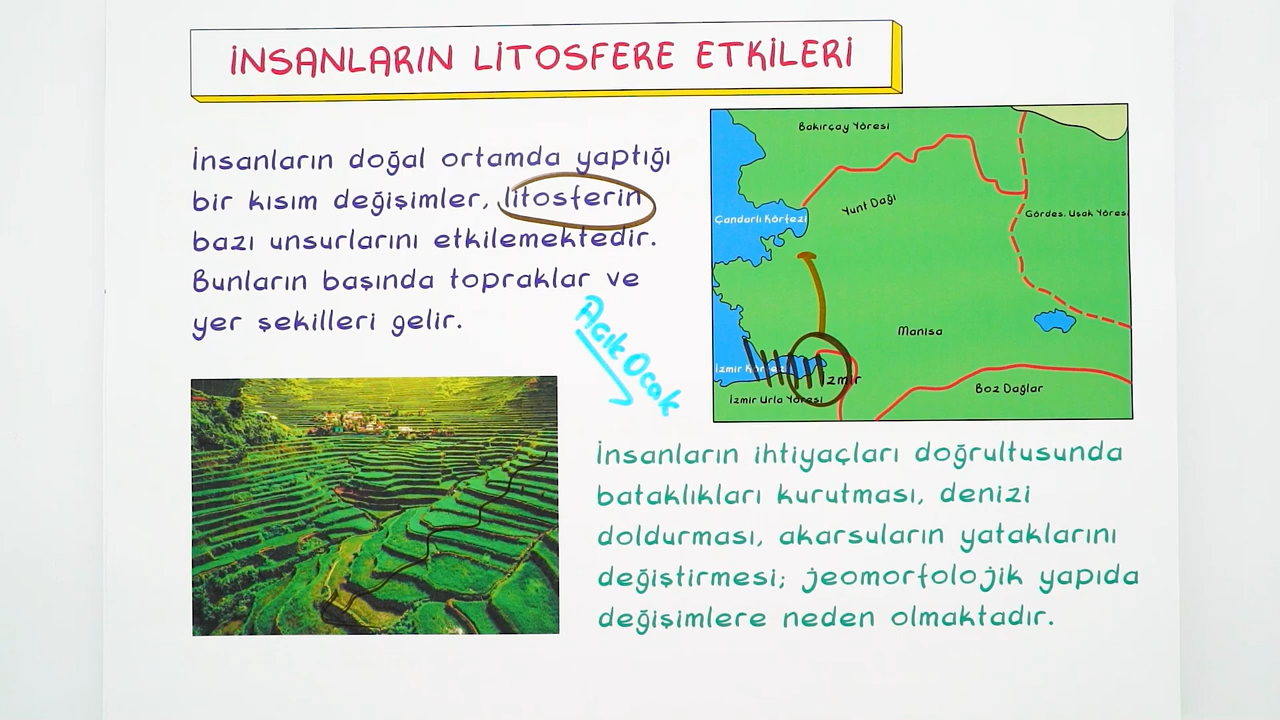 İNSANLARIN LİTOSFERE ETKİLERİ
İnsanların doğal ortamda yaptığı
bir kısım değişimler, litosferin
bazı unsurlarını etkilemektedir.
Bunların başında topraklar ve
yer şekilleri gelir.
Açık Ocak
Bakırçay Yöresi
Yunt Dağı
Çandarlı Körfezi
Gördes. Uşak Yöresi
Manisa
İzmir Körfezi
İzmir
İzmir Urla Yöresi
Boz Dağlar
İnsanların ihtiyaçları doğrultusunda
bataklıkları kurutması, denizi
doldurması, akarsuların yataklarını
değiştirmesi; jeomorfolojik yapıda
değişimlere neden olmaktadır.